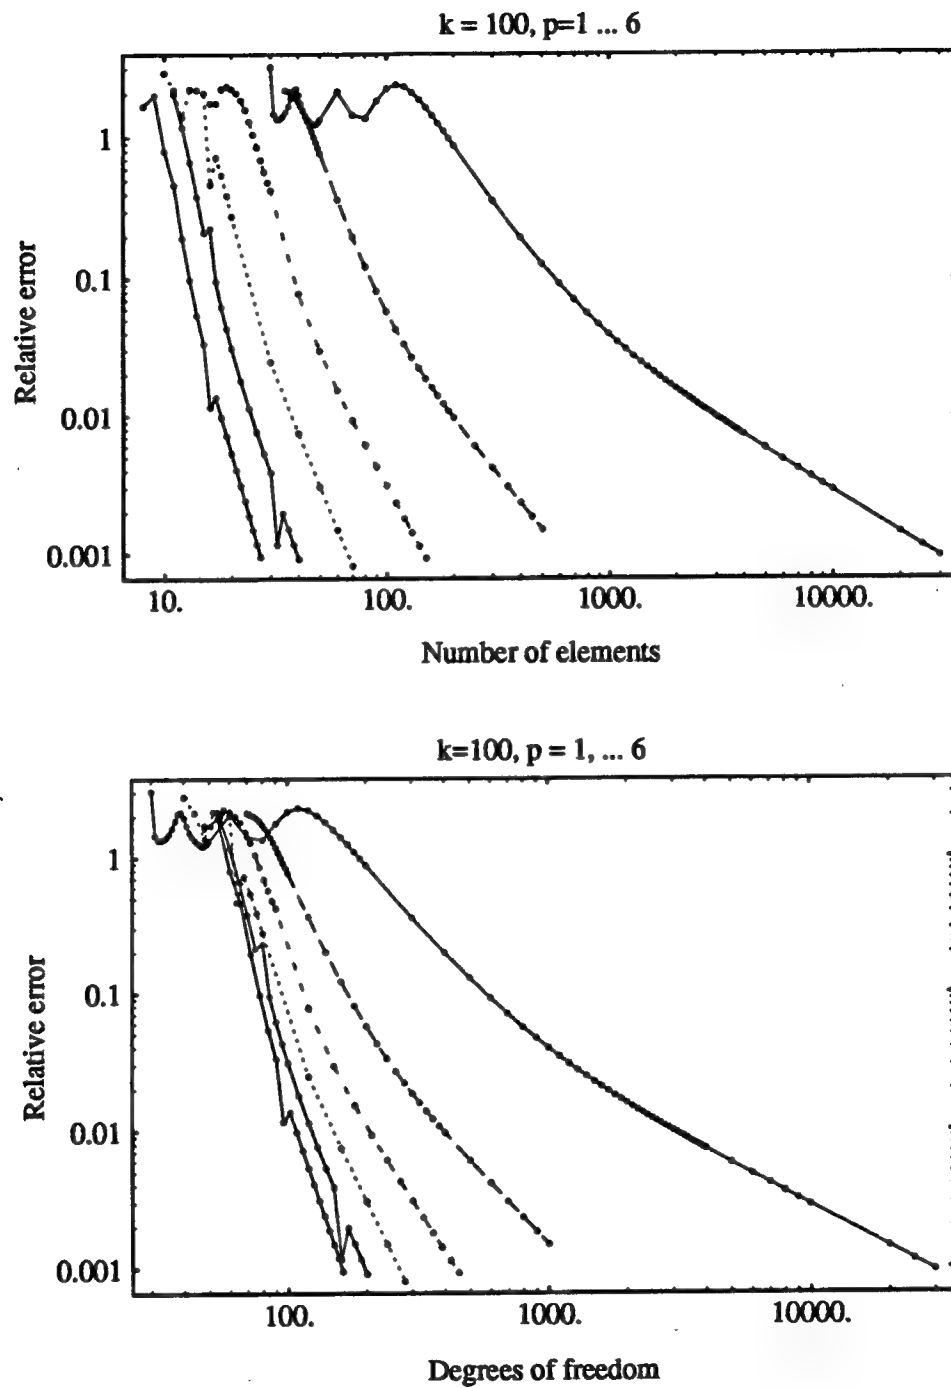 k = 100, p=1 ... 6
Relative error
1
0.1
0.01
0.001
10.
100.
1000.
10000.
Number of elements
k=100, p = 1, ... 6
Relative error
1
0.1
0.01
0.001
100.
1000.
10000.
Degrees of freedom